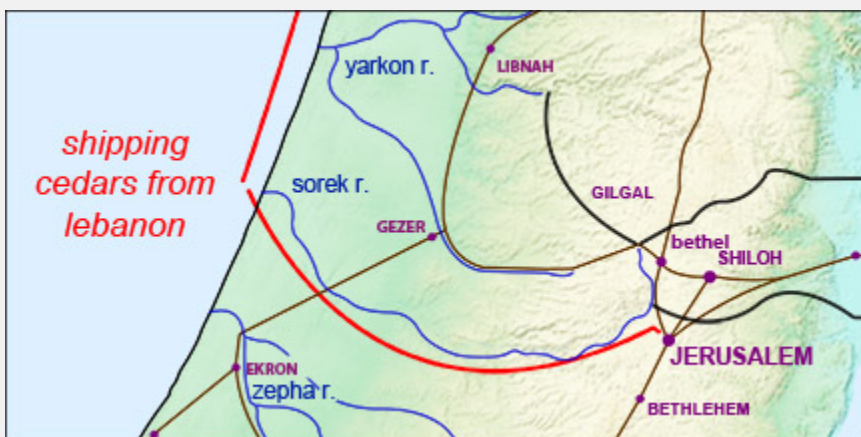 yarkon r.
LIBNAH
shipping
cedars from
lebanon
sorek r.
GILGAL
GEZER
bethel
SHILOH
JERUSALEM
EKRON
zepha r.
BETHLEHEM